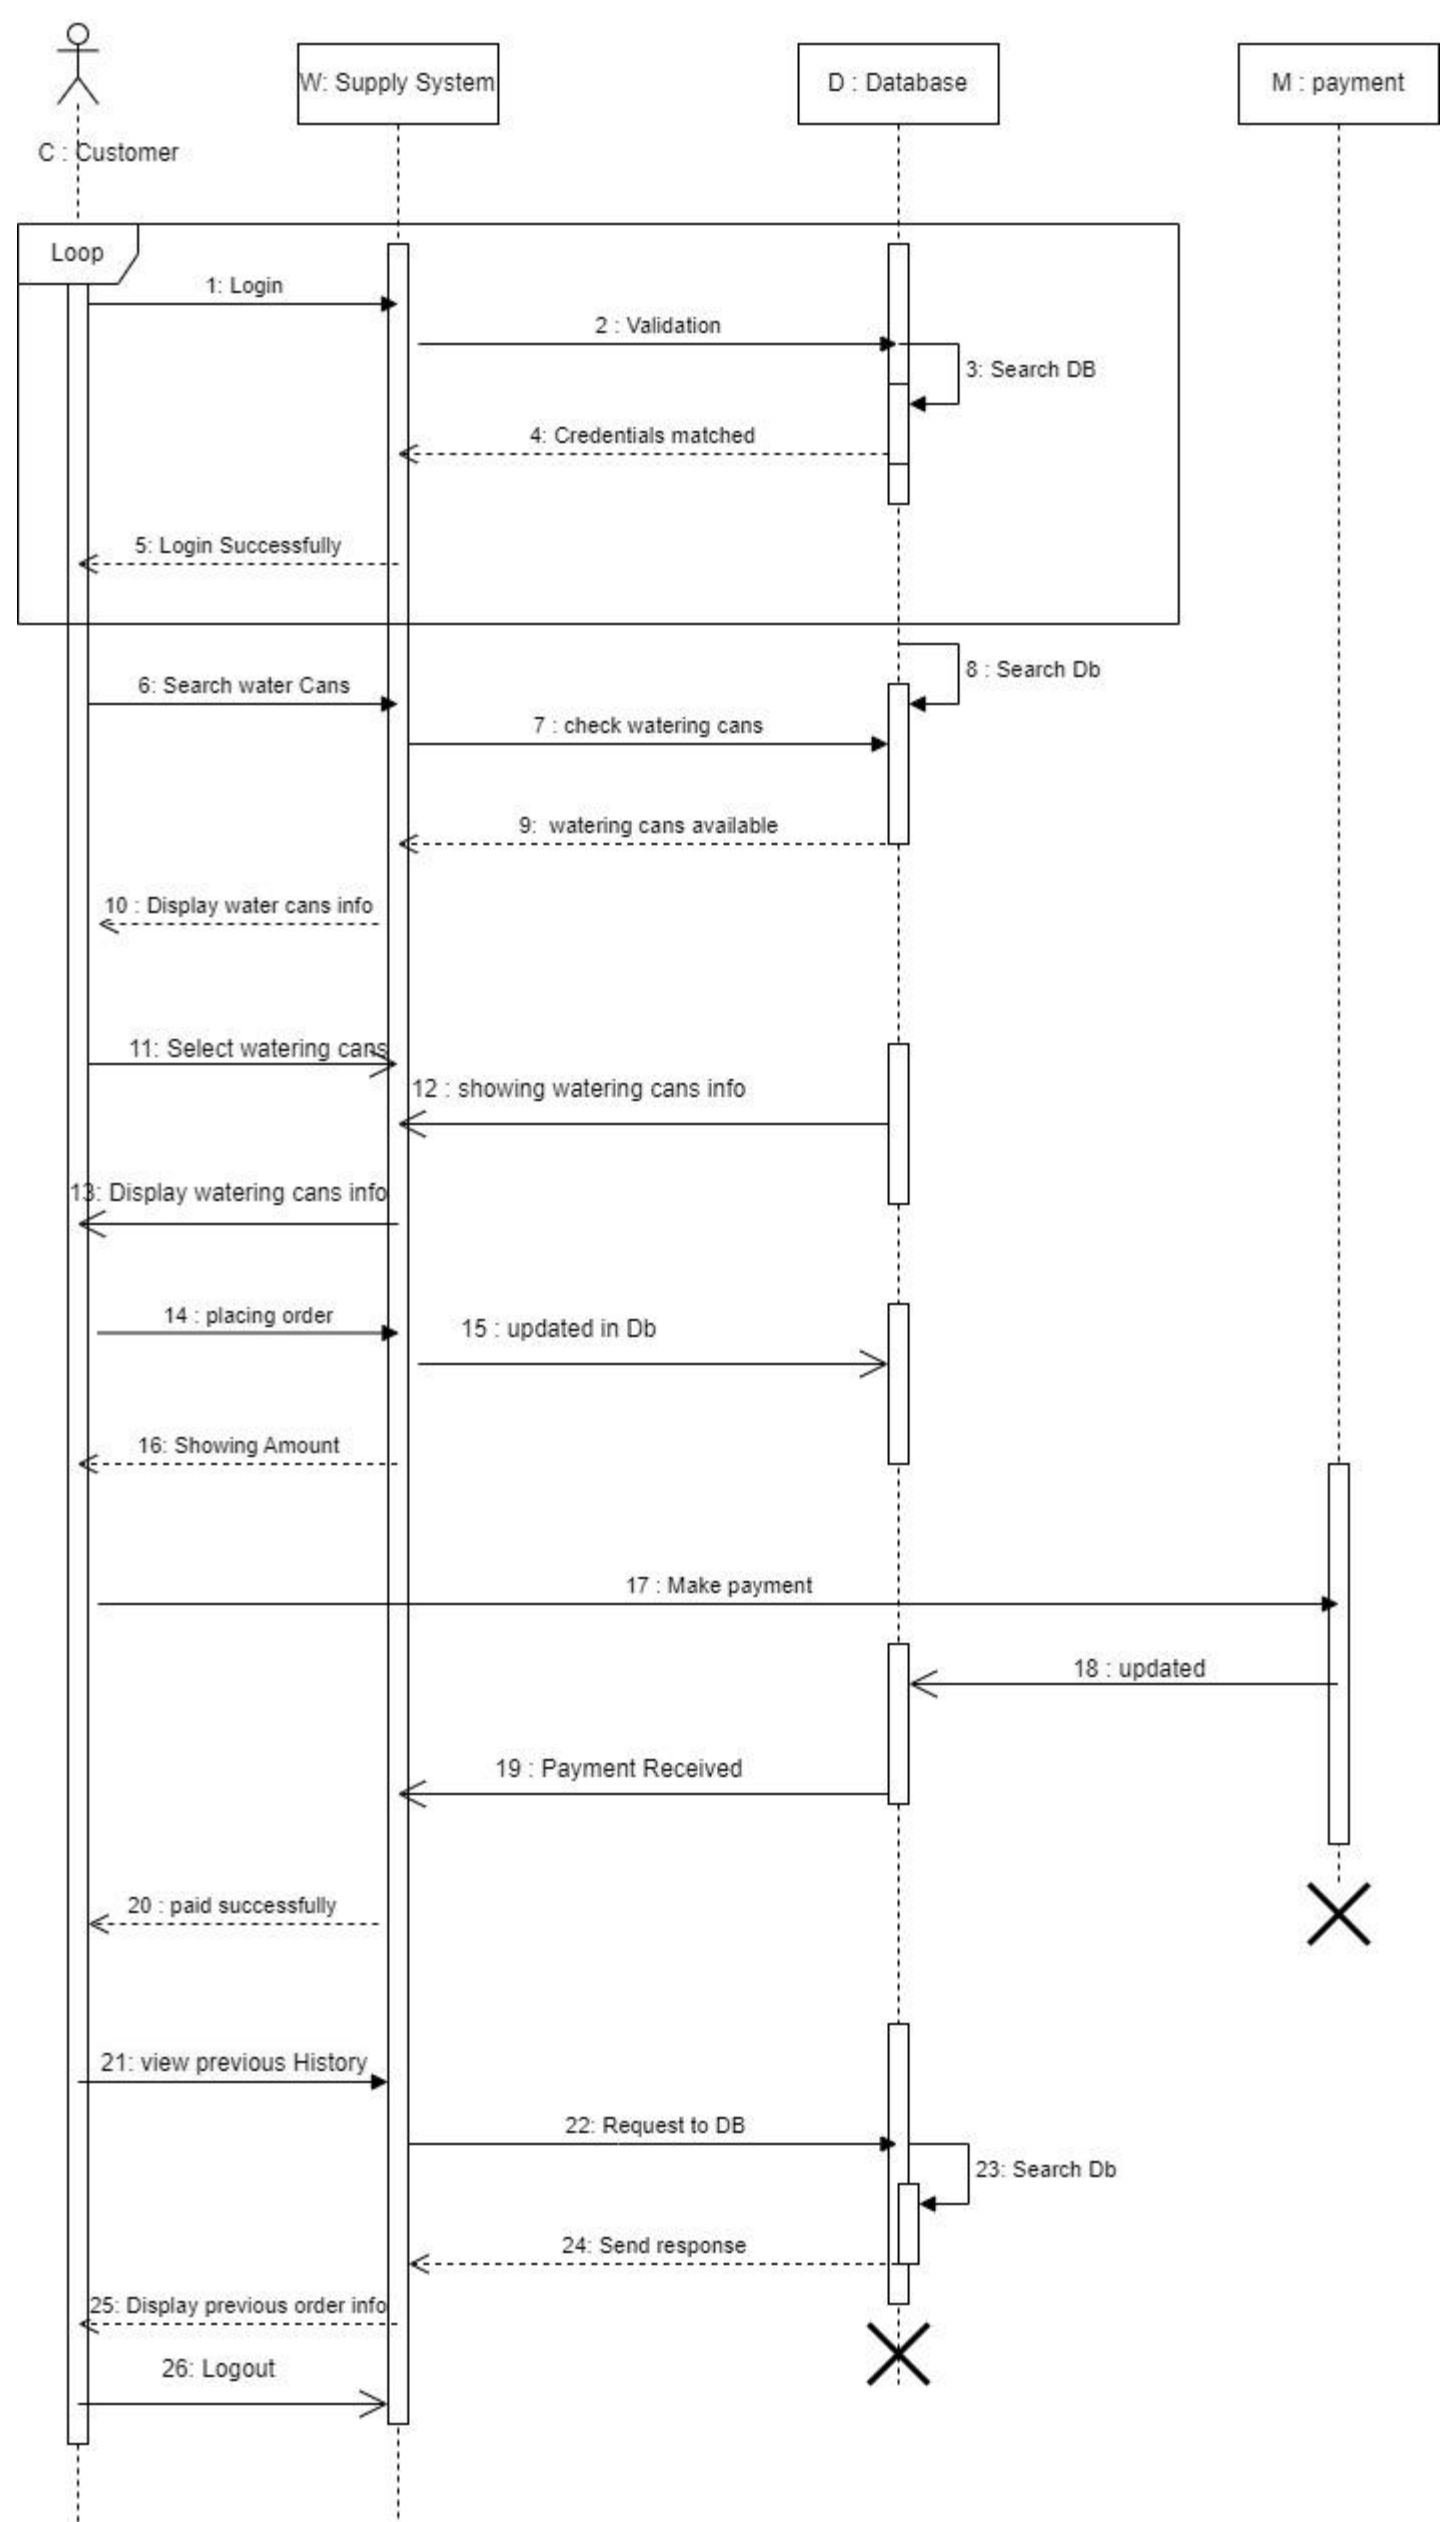 W: Supply System
D : Database
M : payment
C : Customer
Loop
1: Login
2 : Validation
3: Search DB
4: Credentials matched
5: Login Successfully
8 : Search Db
6: Search water Cans
7 : check watering cans
9: watering cans available
10 : Display water cans info
11: Select watering cans
12 : showing watering cans info
13: Display watering cans info
14 : placing order
15 : updated in Db
16: Showing Amount
17 : Make payment
18 : updated
19 : Payment Received
20 : paid successfully
21: view previous History
22: Request to DB
23: Search Db
24: Send response
25: Display previous order info
26: Logout